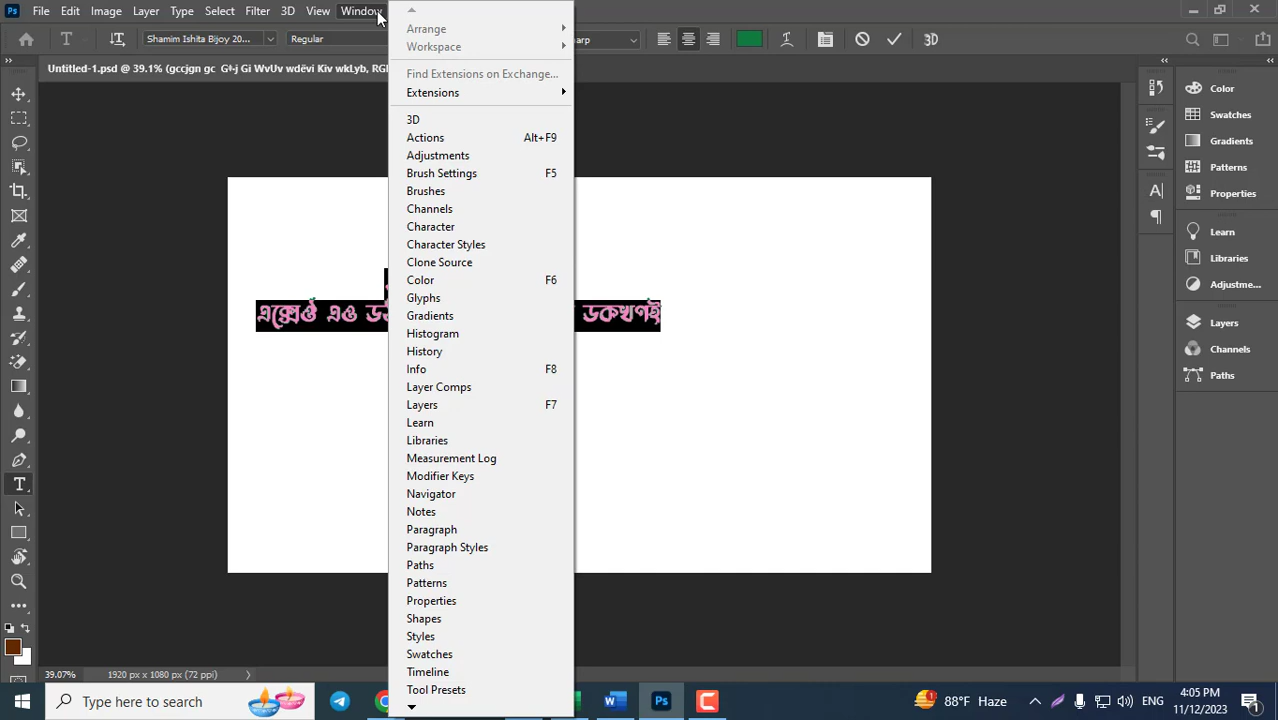 File Edit Image Layer Type Select Filter 3D View Window
Shamim Ishita Bijoy 20... Regular 3D
Untitled-1.psd @ 39.1% (gccjgn gc G‡-j Gi WvUv wdëvi Kiv wkLyb, RG
Arrange
Workspace
Find Extensions on Exchange...
Extensions
3D
Actions Alt+F9
Adjustments
Brush Settings F5
Brushes
Channels
Character
Character Styles
Clone Source
Color F6
Glyphs
Gradients
Histogram
History
Info F8
Layer Comps
Layers F7
Learn
Libraries
Measurement Log
Modifier Keys
Navigator
Notes
Paragraph
Paragraph Styles
Paths
Patterns
Properties
Shapes
Styles
Swatches
Timeline
Tool Presets
Color
Swatches
Gradients
Patterns
Properties
Learn
Libraries
Adjustme...
Layers
Channels
Paths
39.07% 1920 px x 1080 px (72 ppi)
Type here to search
88°F Haze ENG 4:05 PM
11/12/2023